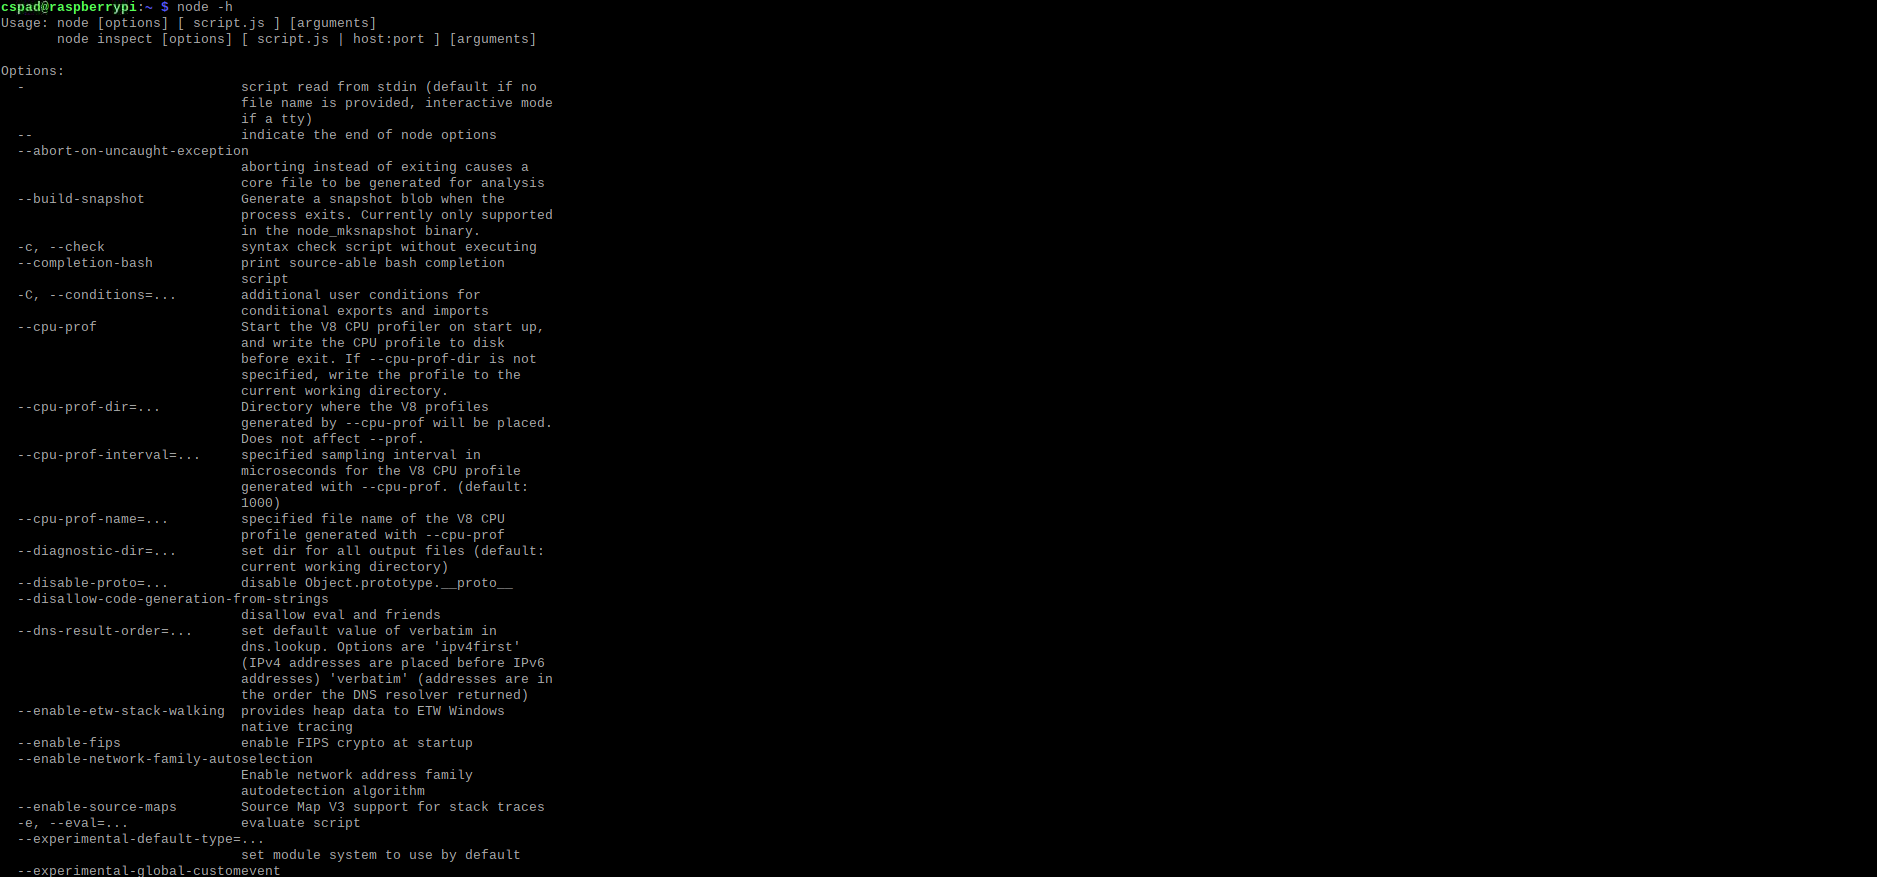 cspad@raspberrypi:~ $ node -h
Usage: node [options] [ script.js ] [arguments]
       node inspect [options] [ script.js | host:port ] [arguments]

Options:
  -                           script read from stdin (default if no
                              file name is provided, interactive mode
                              if a tty)
  --                          indicate the end of node options
  --abort-on-uncaught-exception
                              aborting instead of exiting causes a
                              core file to be generated for analysis
  --build-snapshot            Generate a snapshot blob when the
                              process exits. Currently only supported
                              in the node_mksnapshot binary.
  -c, --check                 syntax check script without executing
  --completion-bash           print source-able bash completion
                              script
  -C, --conditions=...        additional user conditions for
                              conditional exports and imports
  --cpu-prof                  Start the V8 CPU profiler on start up,
                              and write the CPU profile to disk
                              before exit. If --cpu-prof-dir is not
                              specified, write the profile to the
                              current working directory.
  --cpu-prof-dir=...          Directory where the V8 profiles
                              generated by --cpu-prof will be placed.
                              Does not affect --prof.
  --cpu-prof-interval=...     specified sampling interval in
                              microseconds for the V8 CPU profile
                              generated with --cpu-prof. (default:
                              1000)
  --cpu-prof-name=...         specified file name of the V8 CPU
                              profile generated with --cpu-prof
  --diagnostic-dir=...        set dir for all output files (default:
                              current working directory)
  --disable-proto=...         disable Object.prototype.__proto__
  --disallow-code-generation-from-strings
                              disallow eval and friends
  --dns-result-order=...      set default value of verbatim in
                              dns.lookup. Options are 'ipv4first'
                              (IPv4 addresses are placed before IPv6
                              addresses) 'verbatim' (addresses are in
                              the order the DNS resolver returned)
  --enable-etw-stack-walking  provides heap data to ETW Windows
                              native tracing
  --enable-fips               enable FIPS crypto at startup
  --enable-network-family-autoselection
                              Enable network address family
                              autodetection algorithm
  --enable-source-maps        Source Map V3 support for stack traces
  -e, --eval=...              evaluate script
  --experimental-default-type=...
                              set module system to use by default
  --experimental-global-customevent